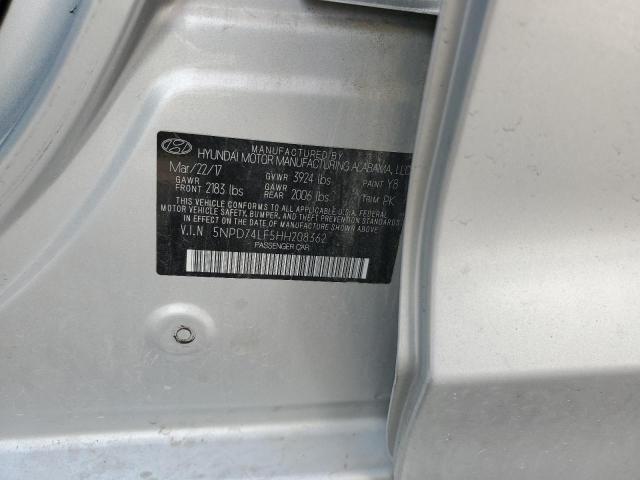 MANUFACTURED BY
HYUNDAI MOTOR MANUFACTURING ALABAMA, LLC
Mar/22/17 GVWR 3924 lbs PAINT Y8
GAWR FRONT 2183 lbs GAWR REAR 2006 lbs TRIM PK
THIS VEHICLE CONFORMS TO ALL APPLICABLE U.S.A. FEDERAL
MOTOR VEHICLE SAFETY, BUMPER, AND THEFT PREVENTION STANDARDS
IN EFFECT ON THE DATE OF MANUFACTURE SHOWN ABOVE.
V.I.N 5NPD74LF5HH208362
PASSENGER CAR